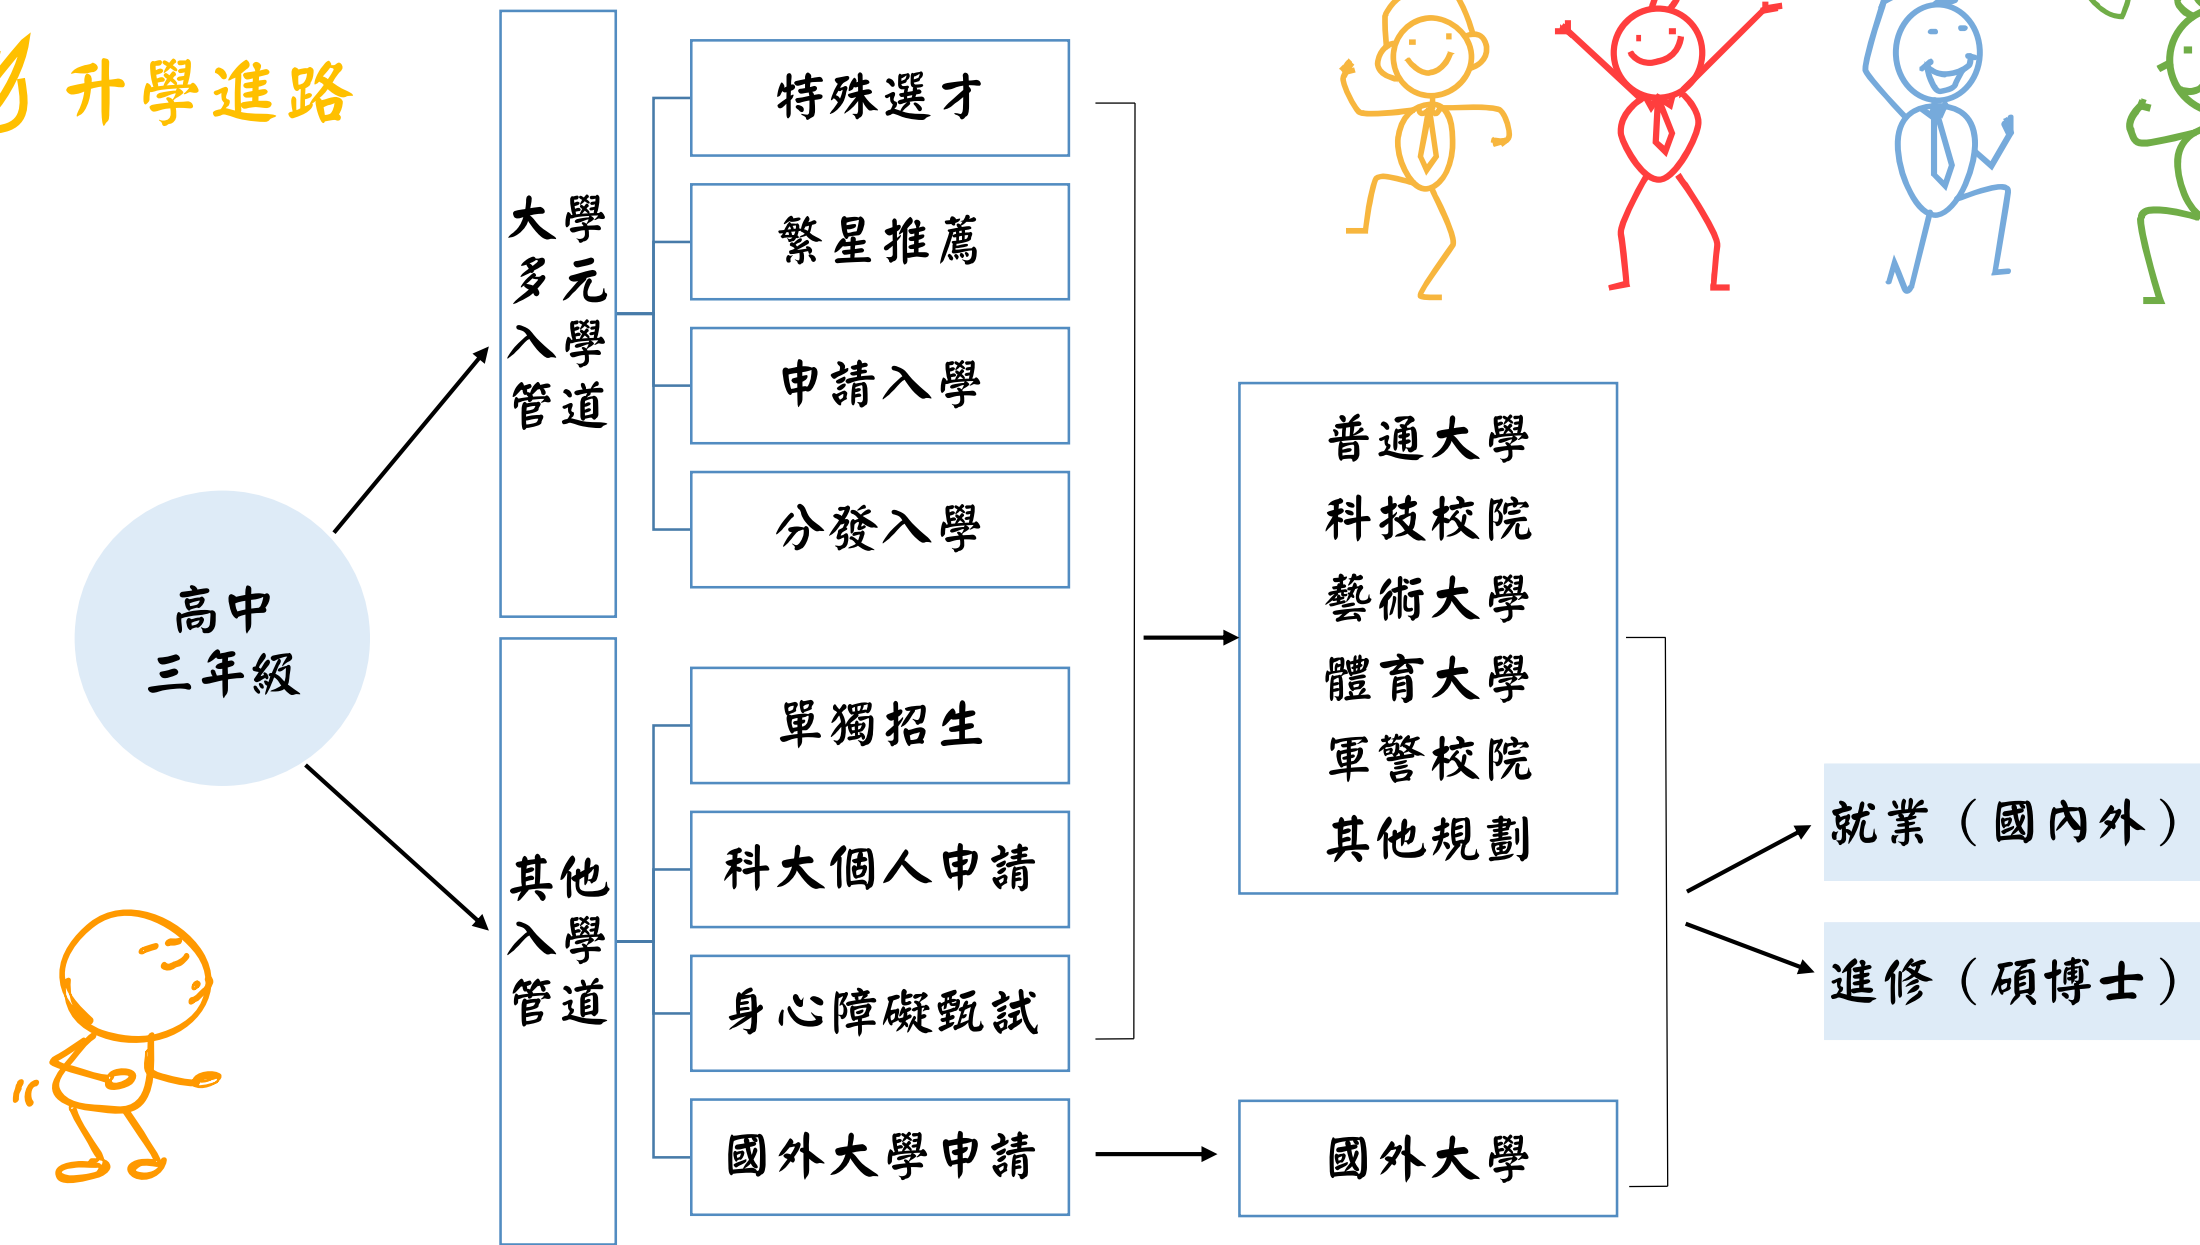 升學進路
高中
三年級
大學
多元
入學
管道
特殊選才
繁星推薦
申請入學
分發入學
其他
入學
管道
單獨招生
科大個人申請
身心障礙甄試
國外大學申請
普通大學
科技校院
藝術大學
體育大學
軍警校院
其他規劃
國外大學
就業（國內外）
進修（碩博士）